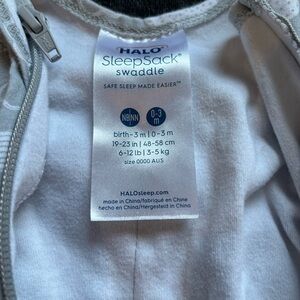 HALO®
SleepSack®
swaddle
SAFE SLEEP MADE EASIER™
NB|NN 0-3 m
birth-3 m | 0-3 m
19-23 in | 48-58 cm
6-12 lb | 3-5 kg
size 0000 AUS
HALOsleep.com
made in China/fabriqué en Chine
hecho en China/Hergesteld in China